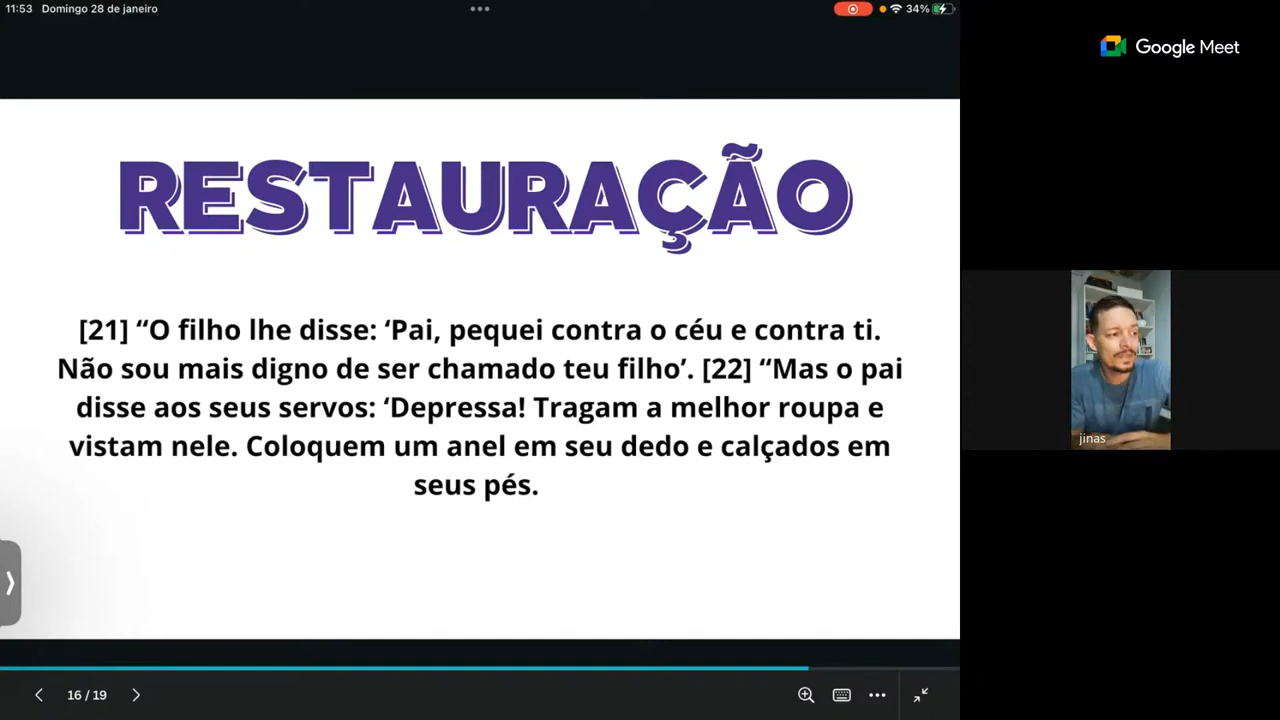 11:53 Domingo 28 de janeiro
34%
Google Meet
RESTAURAÇÃO
[21] “O filho lhe disse: ‘Pai, pequei contra o céu e contra ti.
Não sou mais digno de ser chamado teu filho’. [22] “Mas o pai
disse aos seus servos: ‘Depressa! Tragam a melhor roupa e
vistam nele. Coloquem um anel em seu dedo e calçados em
seus pés.
jinas
16 / 19